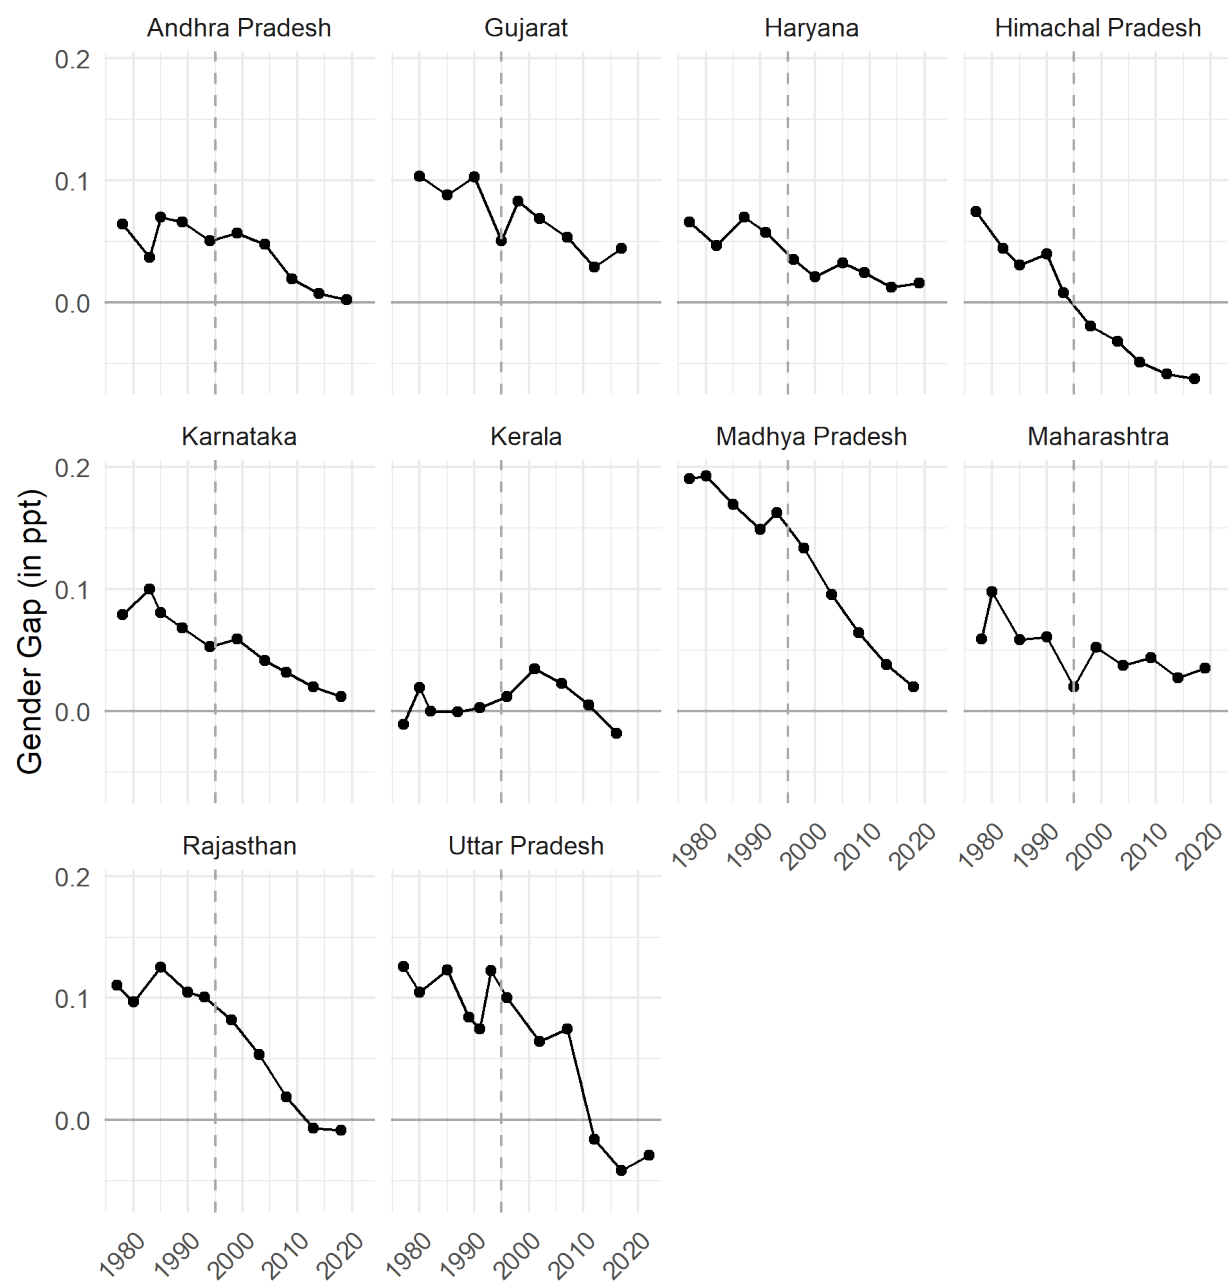 Andhra Pradesh
Gujarat
Haryana
Himachal Pradesh
0.2
0.1
0.0
Karnataka
Kerala
Madhya Pradesh
Maharashtra
Gender Gap (in ppt)
0.2
0.1
0.0
1980 1990 2000 2010 2020
1980 1990 2000 2010 2020
Rajasthan
Uttar Pradesh
0.2
0.1
0.0
1980 1990 2000 2010 2020
1980 1990 2000 2010 2020